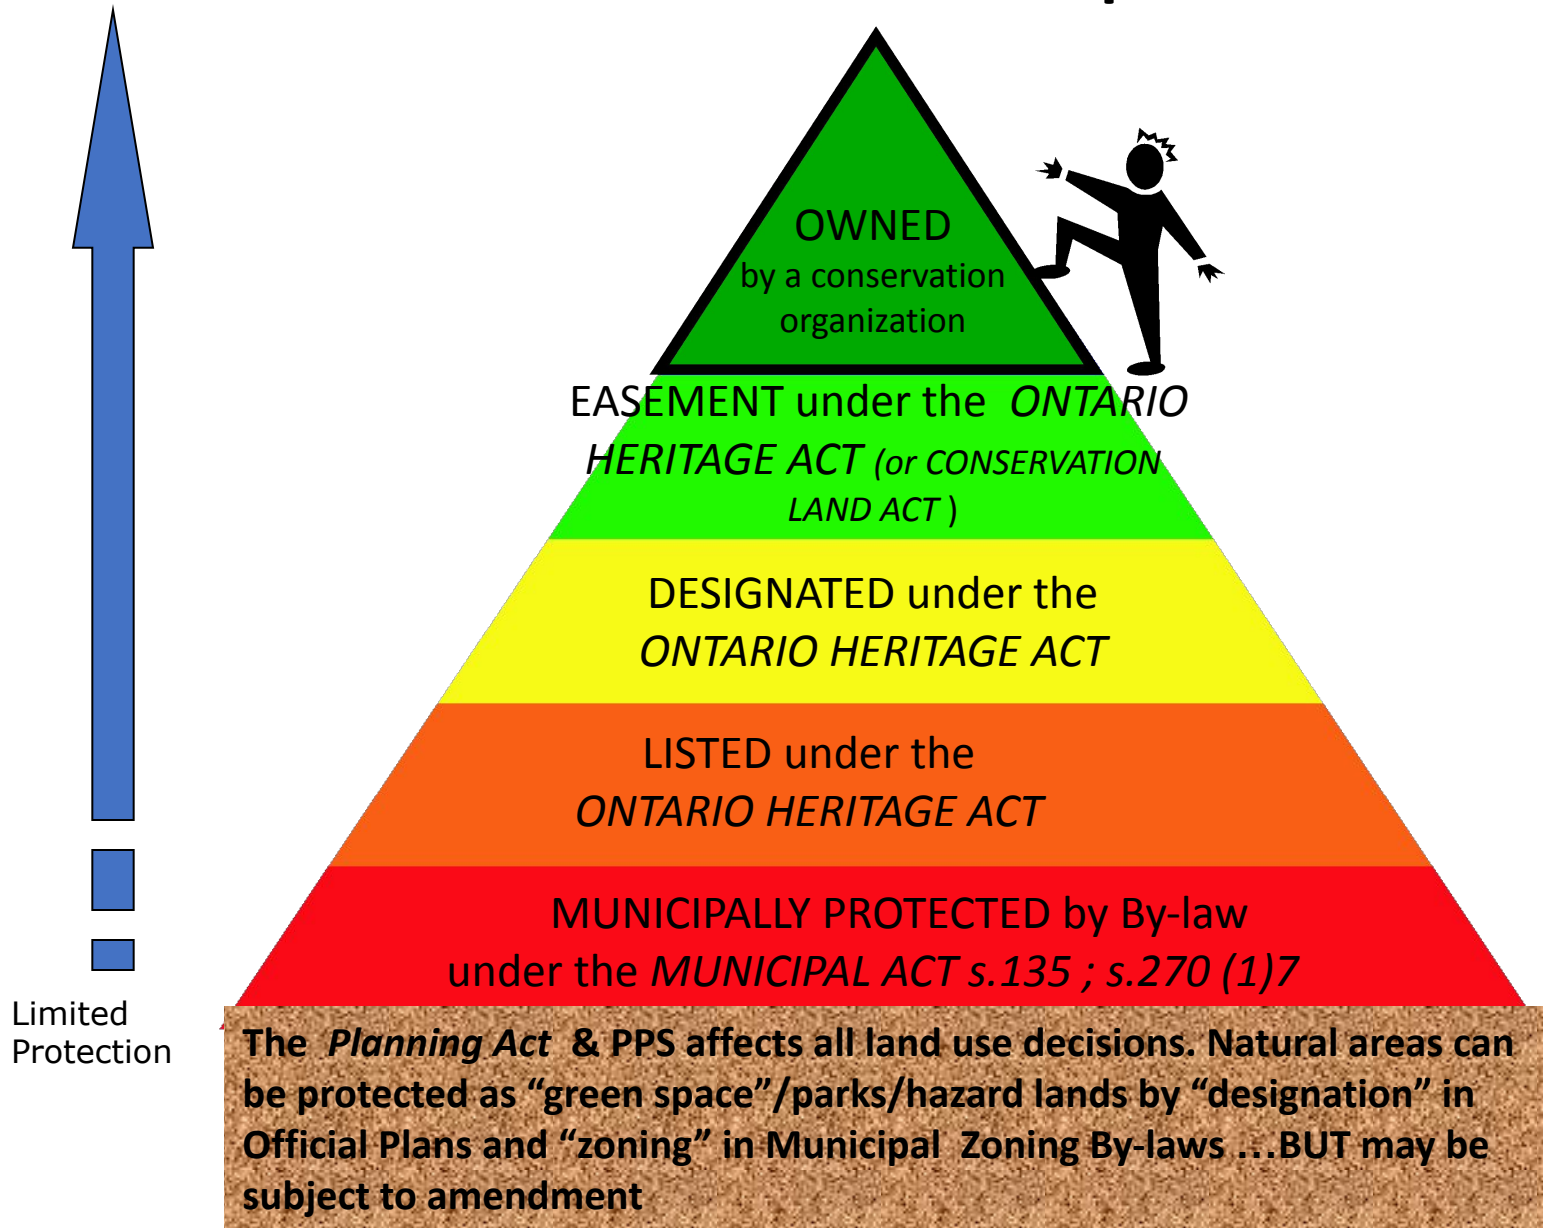 OWNED
by a conservation
organization
EASEMENT under the ONTARIO
HERITAGE ACT (or CONSERVATION
LAND ACT )
DESIGNATED under the
ONTARIO HERITAGE ACT
LISTED under the
ONTARIO HERITAGE ACT
MUNICIPALLY PROTECTED by By-law
under the MUNICIPAL ACT s.135 ; s.270 (1)7
Limited
Protection
The Planning Act & PPS affects all land use decisions. Natural areas can
be protected as “green space”/parks/hazard lands by “designation” in
Official Plans and “zoning” in Municipal Zoning By-laws …BUT may be
subject to amendment